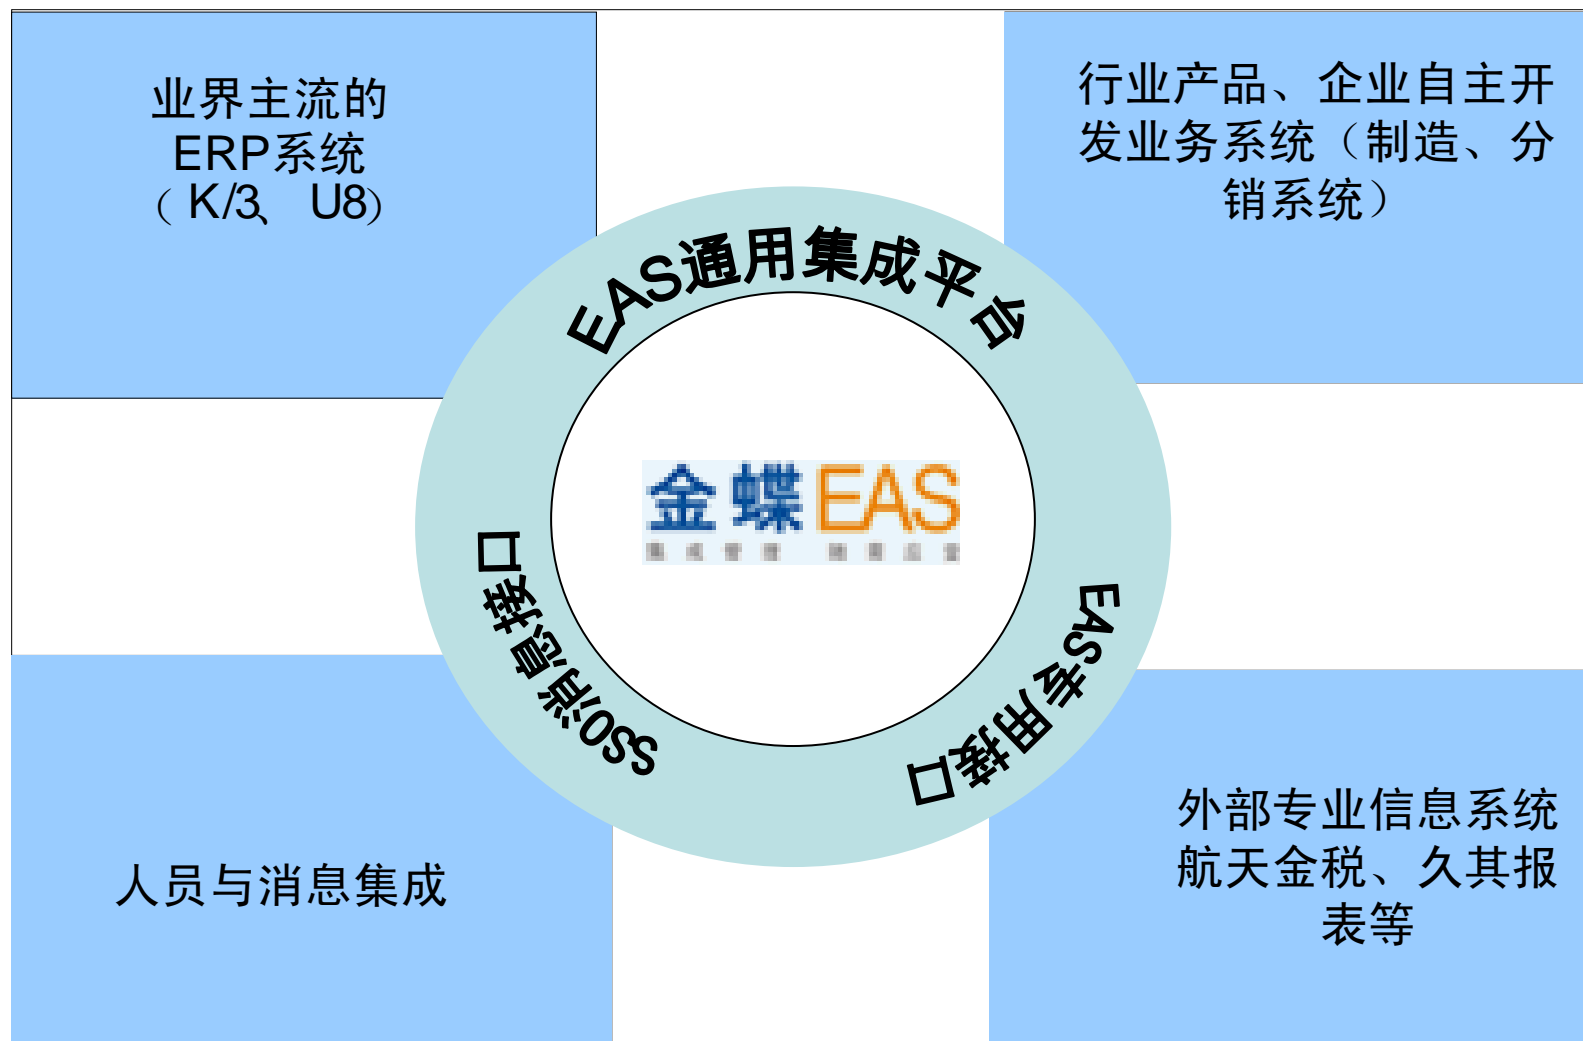 业界主流的
ERP系统
（K/3、U8）
行业产品、企业自主开
发业务系统（制造、分
销系统）
EAS通用集成平台
金蝶EAS
SSO消息接口
EAS专用接口
人员与消息集成
外部专业信息系统
航天金税、久其报
表等